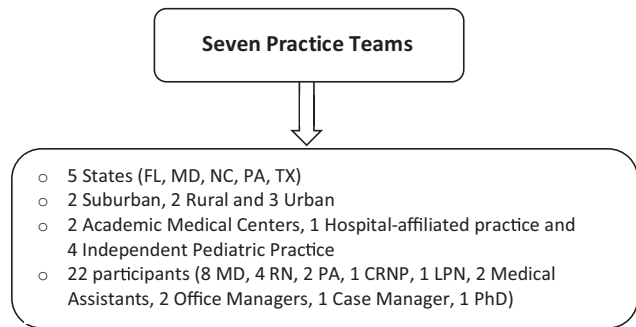 Seven Practice Teams
○ 5 States (FL, MD, NC, PA, TX)
○ 2 Suburban, 2 Rural and 3 Urban
○ 2 Academic Medical Centers, 1 Hospital-affiliated practice and
4 Independent Pediatric Practice
○ 22 participants (8 MD, 4 RN, 2 PA, 1 CRNP, 1 LPN, 2 Medical
Assistants, 2 Office Managers, 1 Case Manager, 1 PhD)